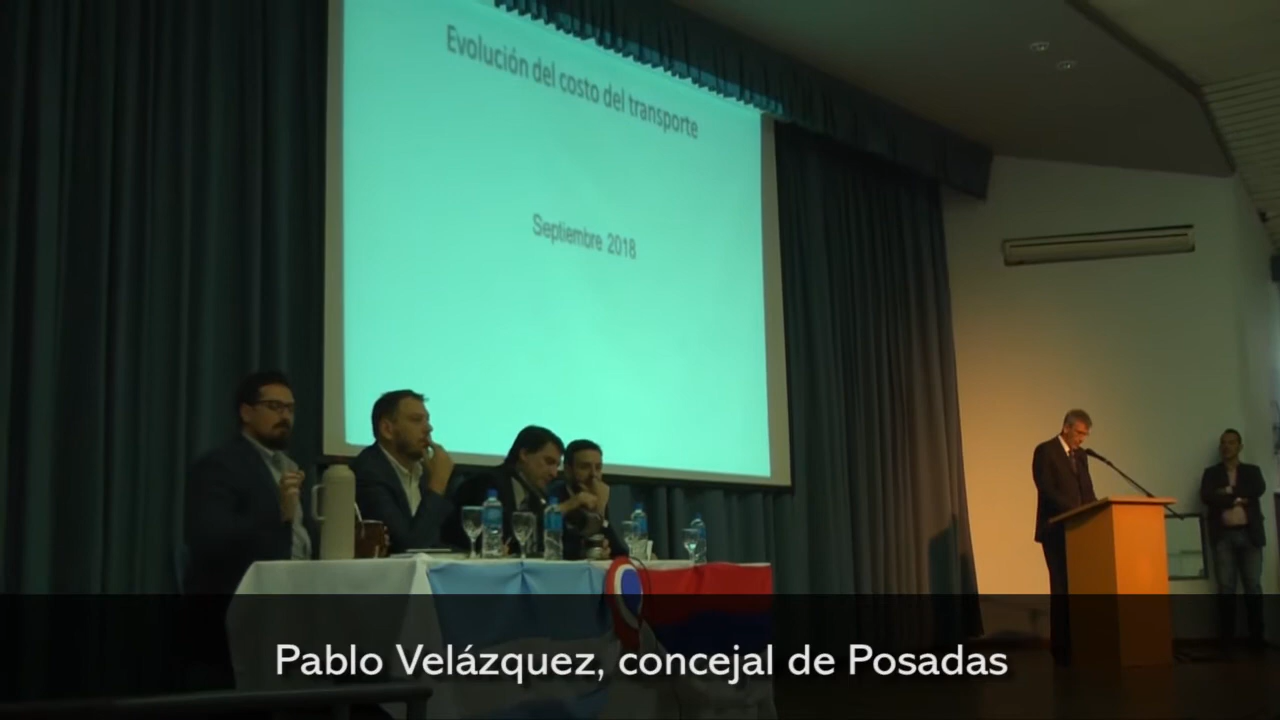 Evolución del costo del transporte
Septiembre 2018
Pablo Velázquez, concejal de Posadas